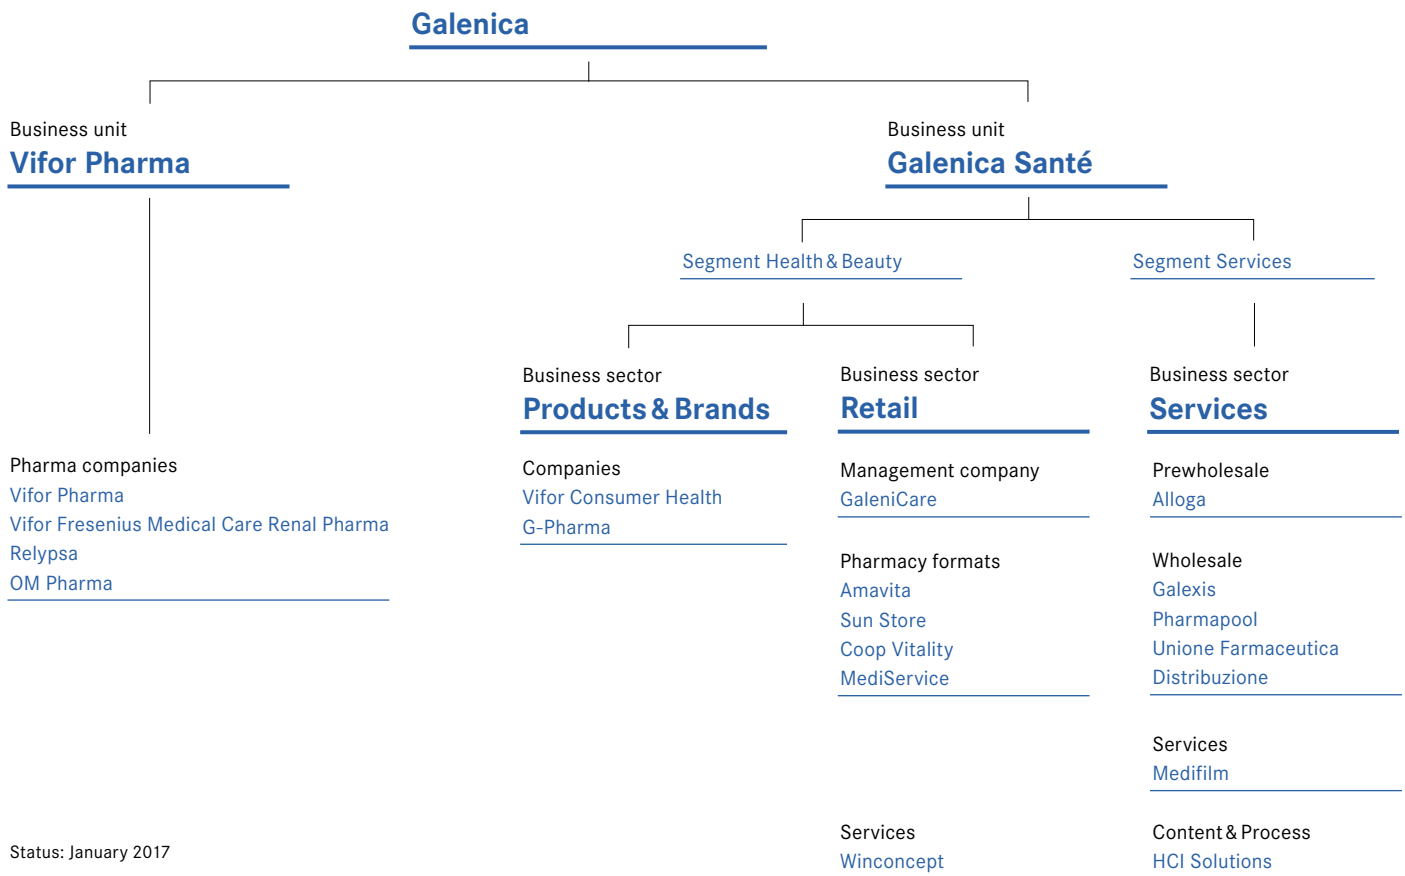 Galenica
Business unit
Vifor Pharma
Business unit
Galenica Santé
Segment Health & Beauty
Segment Services
Business sector
Products & Brands
Business sector
Retail
Business sector
Services
Pharma companies
Vifor Pharma
Vifor Fresenius Medical Care Renal Pharma
Relypsa
OM Pharma
Companies
Vifor Consumer Health
G-Pharma
Management company
GaleniCare
Pharmacy formats
Amavita
Sun Store
Coop Vitality
MediService
Services
Winconcept
Prewholesale
Alloga
Wholesale
Galexis
Pharmapool
Unione Farmaceutica
Distribuzione
Services
Medifilm
Content & Process
HCI Solutions
Status: January 2017